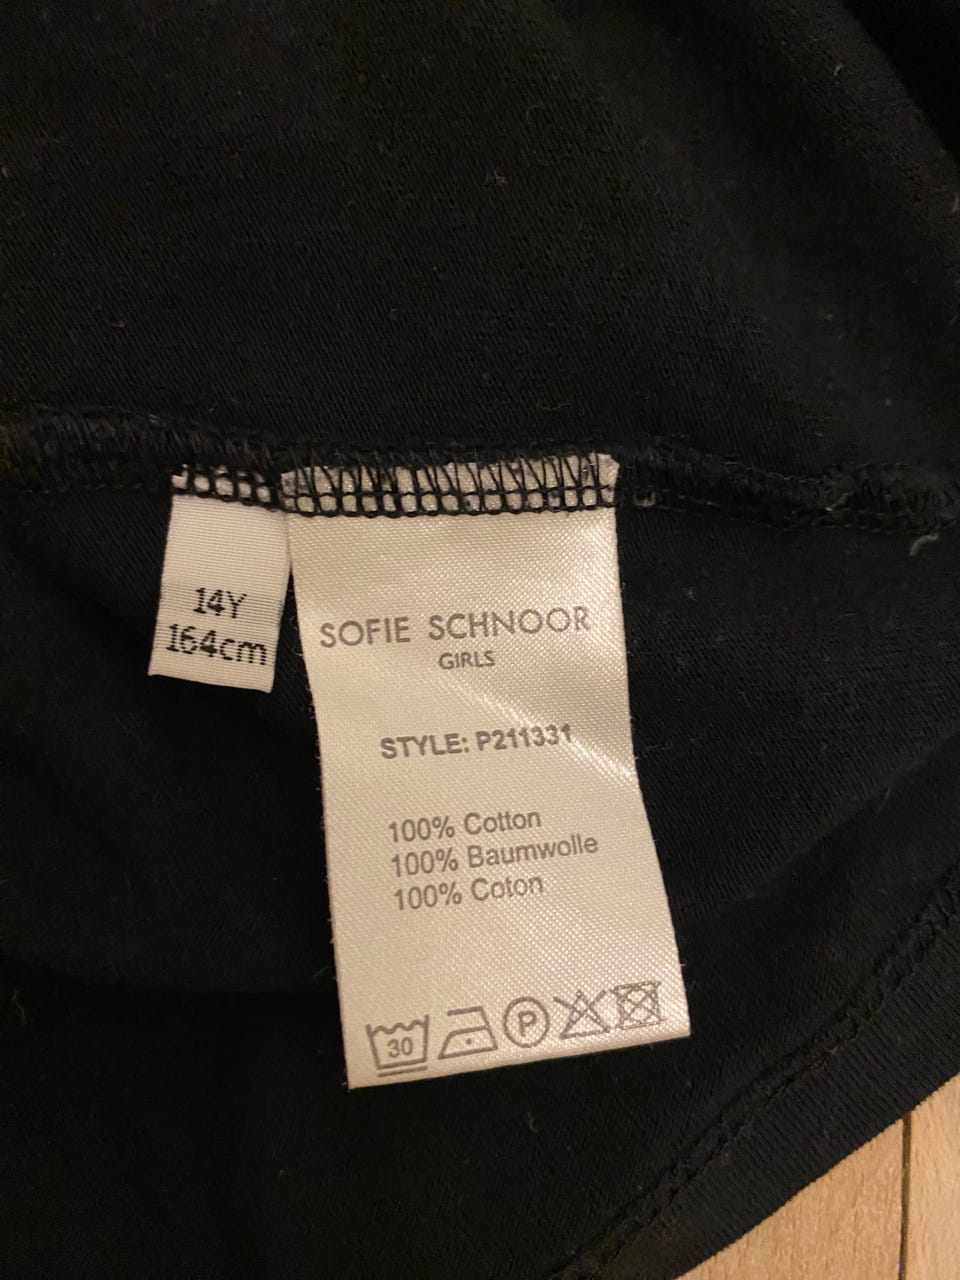 14Y
164cm
SOFIE SCHNOOR
GIRLS
STYLE: P211331
100% Cotton
100% Baumwolle
100% Coton
30 P